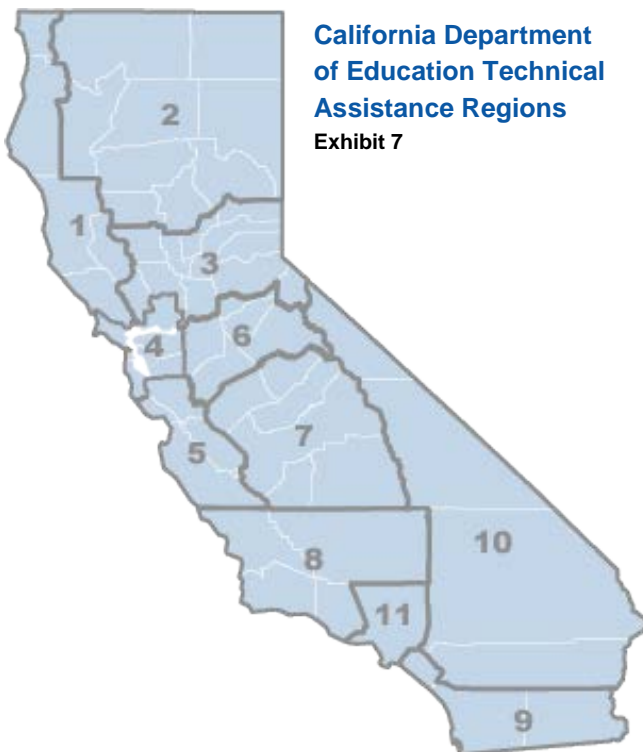 California Department
of Education Technical
Assistance Regions
Exhibit 7
2
1
3
4
6
5
7
8
10
11
9